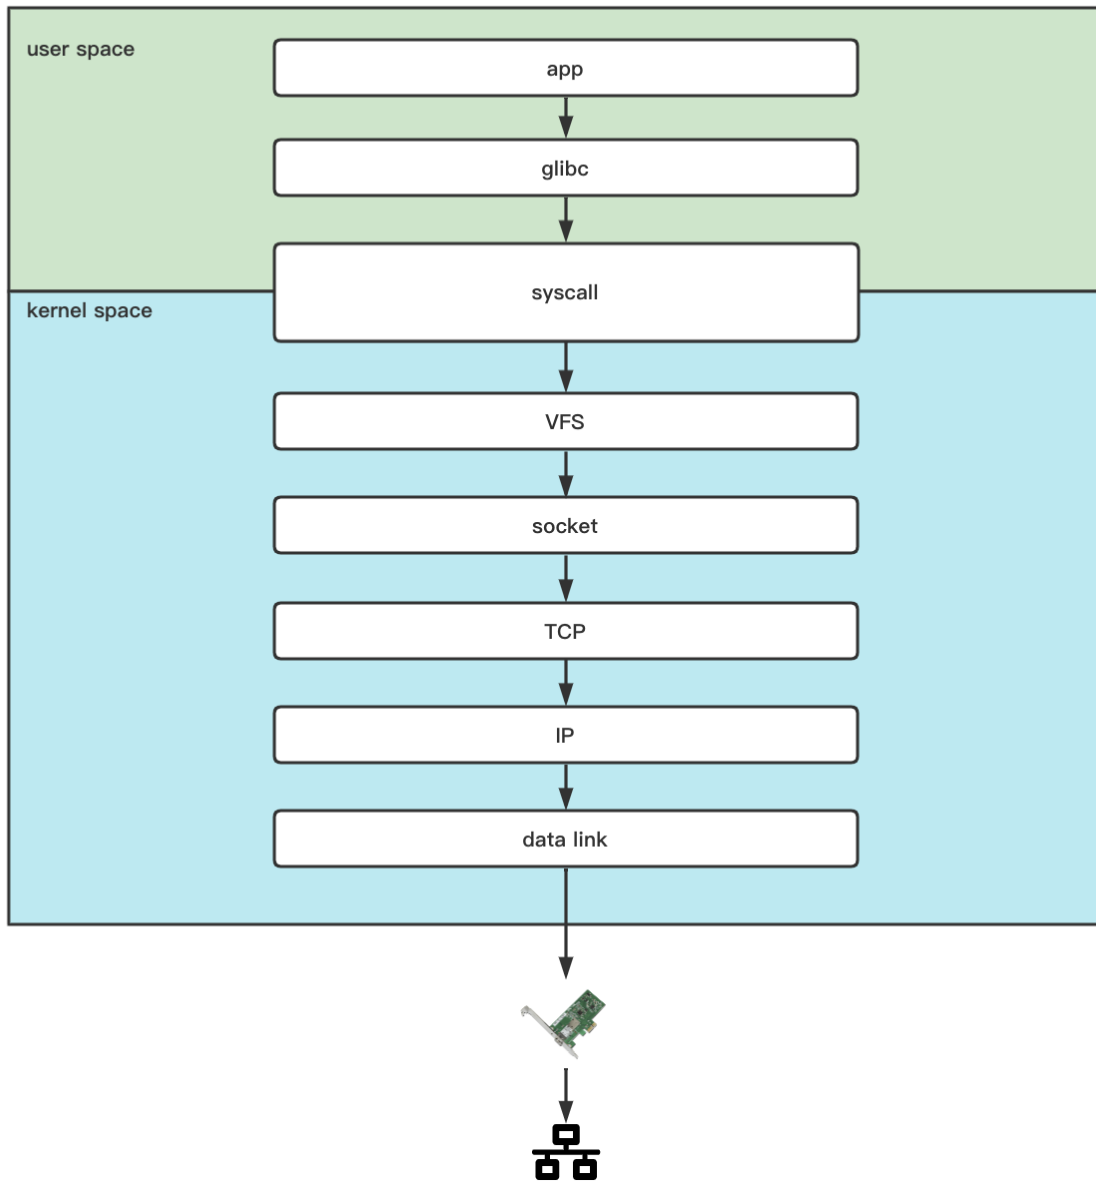 user space
app
glibc
syscall
kernel space
VFS
socket
TCP
IP
data link